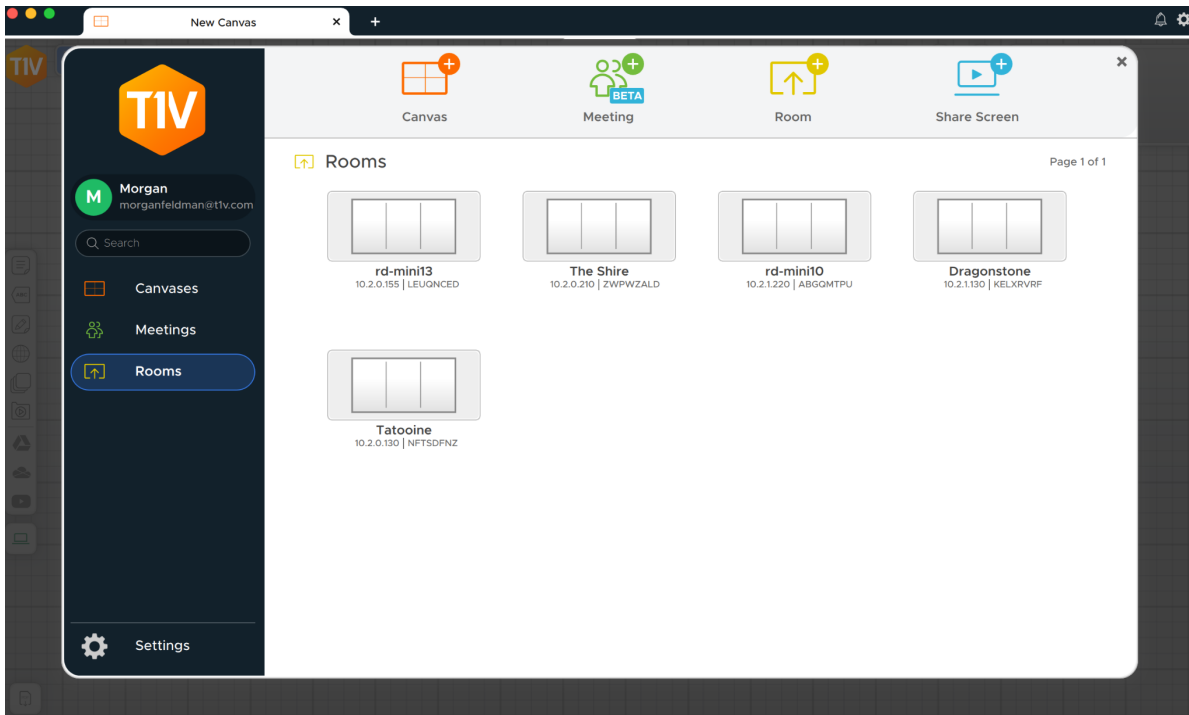 New Canvas
T1V
T1V
Canvas
BETA
Meeting
Room
Share Screen
M
Morgan
morganfeldman@t1v.com
Search
Canvases
Meetings
Rooms
Settings
Rooms
Page 1 of 1
rd-mini13
10.2.0.155 | LEUQNCED
The Shire
10.2.0.210 | ZWPWZALD
rd-mini10
10.2.1.220 | ABGQMTPU
Dragonstone
10.2.1.130 | KELXRVRF
Tatooine
10.2.0.130 | NFTSDFNZ